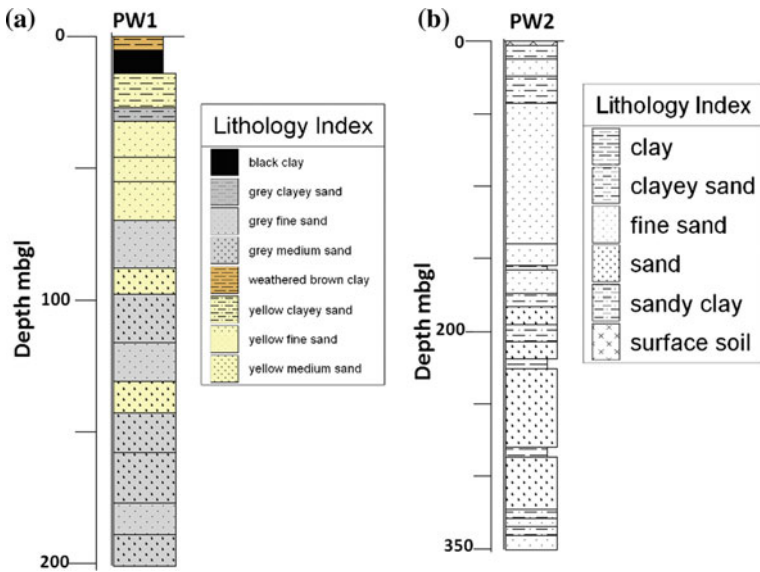 (a)
PW1
0
100
200
Depth mbgl
Lithology Index
black clay
grey clayey sand
grey fine sand
grey medium sand
weathered brown clay
yellow clayey sand
yellow fine sand
yellow medium sand
(b)
PW2
0
200
350
Depth mbgl
Lithology Index
clay
clayey sand
fine sand
sand
sandy clay
surface soil